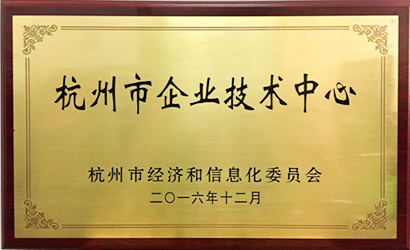 杭州市企业技术中心
杭州市经济和信息化委员会
二〇一六年十二月